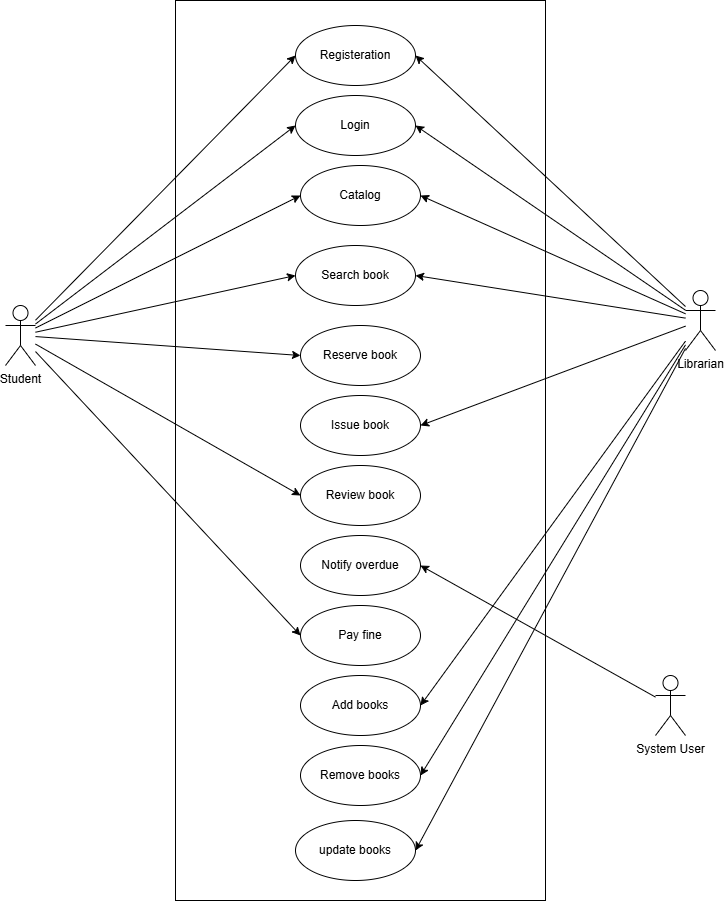 Registeration
Login
Catalog
Search book
Student
Librarian
Reserve book
Issue book
Review book
Notify overdue
Pay fine
Add books
System User
Remove books
update books